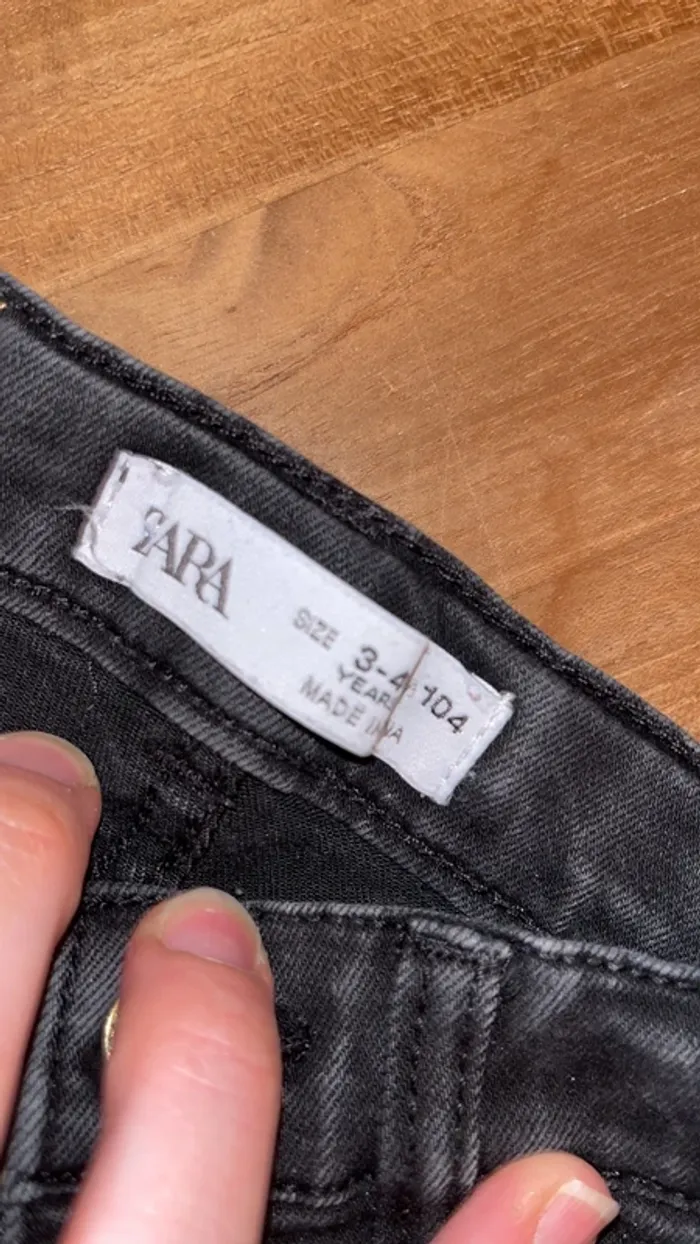 ZARA
SIZE 3-4 104
YEARS
MADE IN